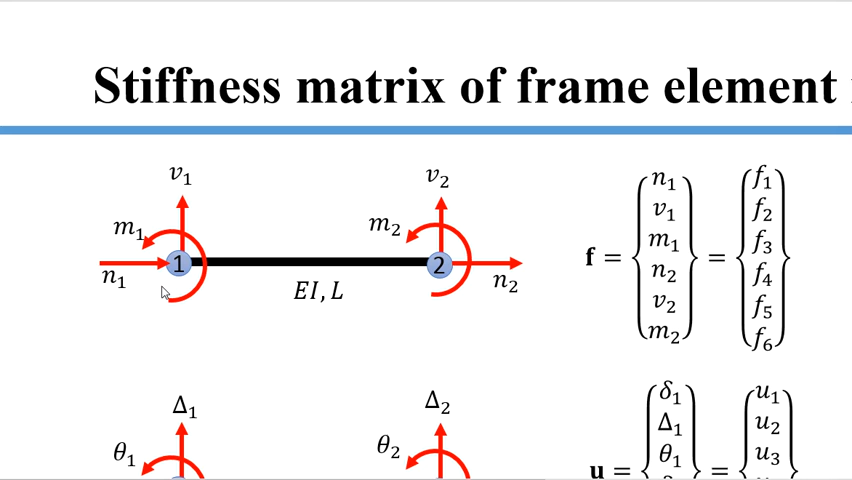 Stiffness matrix of frame element
v₁ v₂
m₁ m₂
1 2
n₁ EI, L n₂
f = {n₁ v₁ m₁ n₂ v₂ m₂} = {f₁ f₂ f₃ f₄ f₅ f₆}
Δ₁ Δ₂
θ₁ θ₂
u = {δ₁ Δ₁ θ₁ = {u₁ u₂ u₃